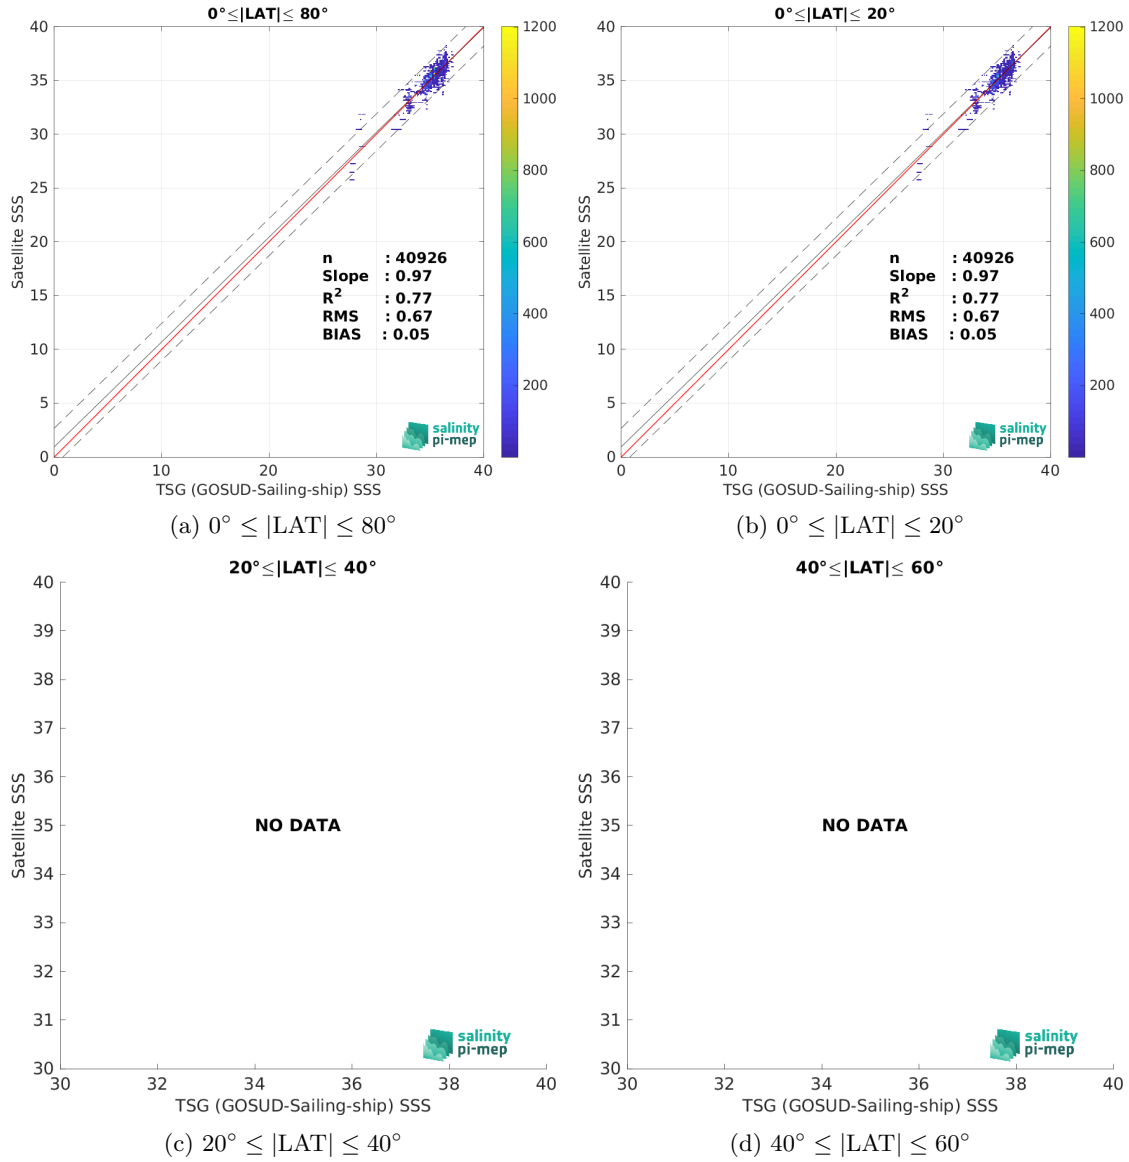 0°≤|LAT|≤ 80°
40
35
30
25
20
15
10
5
0
Satellite SSS
n : 40926
Slope : 0.97
R² : 0.77
RMS : 0.67
BIAS : 0.05
salinity
pi-mep
0 10 20 30 40
TSG (GOSUD-Sailing-ship) SSS
1200
1000
800
600
400
200
(a) 0° ≤ |LAT| ≤ 80°
0°≤|LAT|≤ 20°
40
35
30
25
20
15
10
5
0
Satellite SSS
n : 40926
Slope : 0.97
R² : 0.77
RMS : 0.67
BIAS : 0.05
salinity
pi-mep
0 10 20 30 40
TSG (GOSUD-Sailing-ship) SSS
1200
1000
800
600
400
200
(b) 0° ≤ |LAT| ≤ 20°
20°≤|LAT|≤ 40°
40
39
38
37
36
35
34
33
32
31
30
Satellite SSS
NO DATA
salinity
pi-mep
30 32 34 36 38 40
TSG (GOSUD-Sailing-ship) SSS
(c) 20° ≤ |LAT| ≤ 40°
40°≤|LAT|≤ 60°
40
39
38
37
36
35
34
33
32
31
30
Satellite SSS
NO DATA
salinity
pi-mep
30 32 34 36 38 40
TSG (GOSUD-Sailing-ship) SSS
(d) 40° ≤ |LAT| ≤ 60°